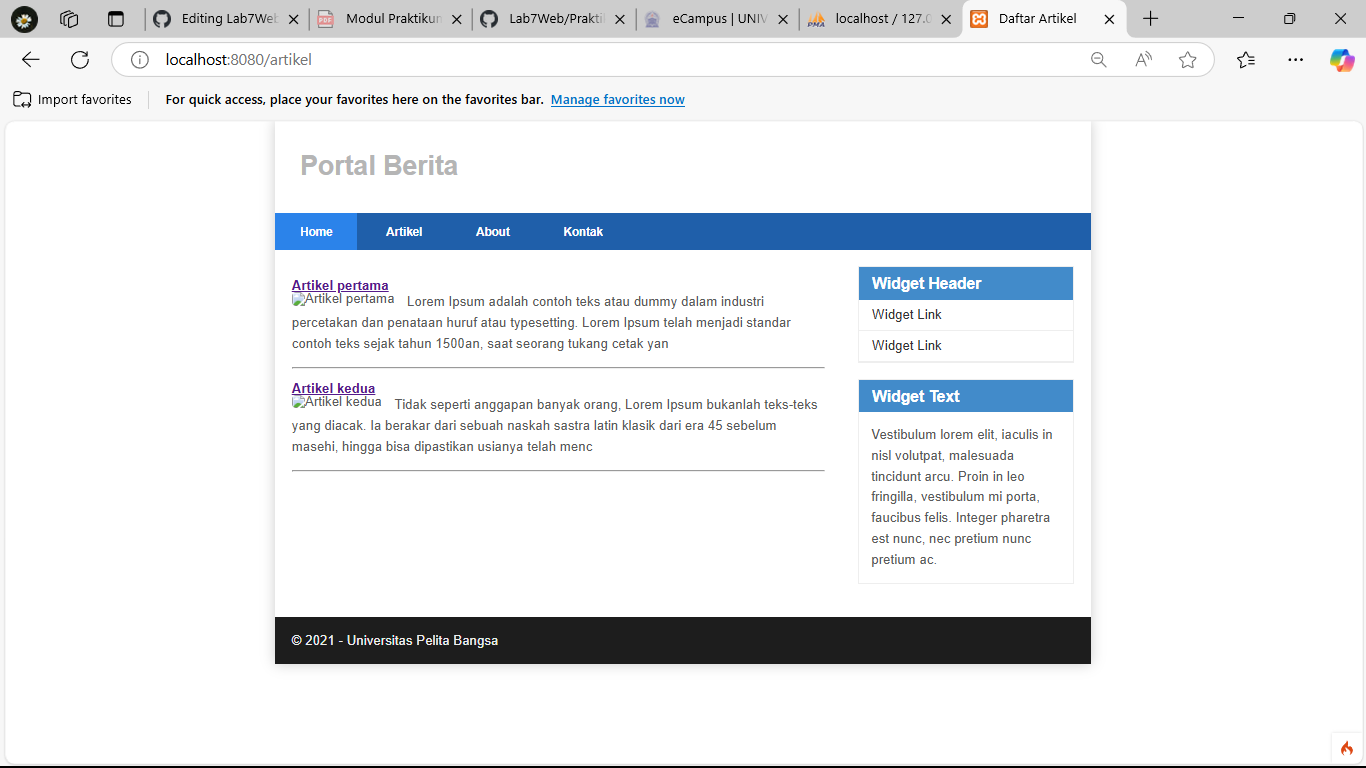 Editing Lab7Web
Modul Praktikun
Lab7Web/Prakti
eCampus | UNIV
localhost / 127.0
Daftar Artikel
localhost:8080/artikel
Import favorites
For quick access, place your favorites here on the favorites bar. Manage favorites now
Portal Berita
Home Artikel About Kontak
Artikel pertama
Artikel pertama Lorem Ipsum adalah contoh teks atau dummy dalam industri
percetakan dan penataan huruf atau typesetting. Lorem Ipsum telah menjadi standar
contoh teks sejak tahun 1500an, saat seorang tukang cetak yan
Artikel kedua
Artikel kedua Tidak seperti anggapan banyak orang, Lorem Ipsum bukanlah teks-teks
yang diacak. Ia berakar dari sebuah naskah sastra latin klasik dari era 45 sebelum
masehi, hingga bisa dipastikan usianya telah menc
Widget Header
Widget Link
Widget Link
Widget Text
Vestibulum lorem elit, iaculis in
nisl volutpat, malesuada
tincidunt arcu. Proin in leo
fringilla, vestibulum mi porta,
faucibus felis. Integer pharetra
est nunc, nec pretium nunc
pretium ac.
© 2021 - Universitas Pelita Bangsa